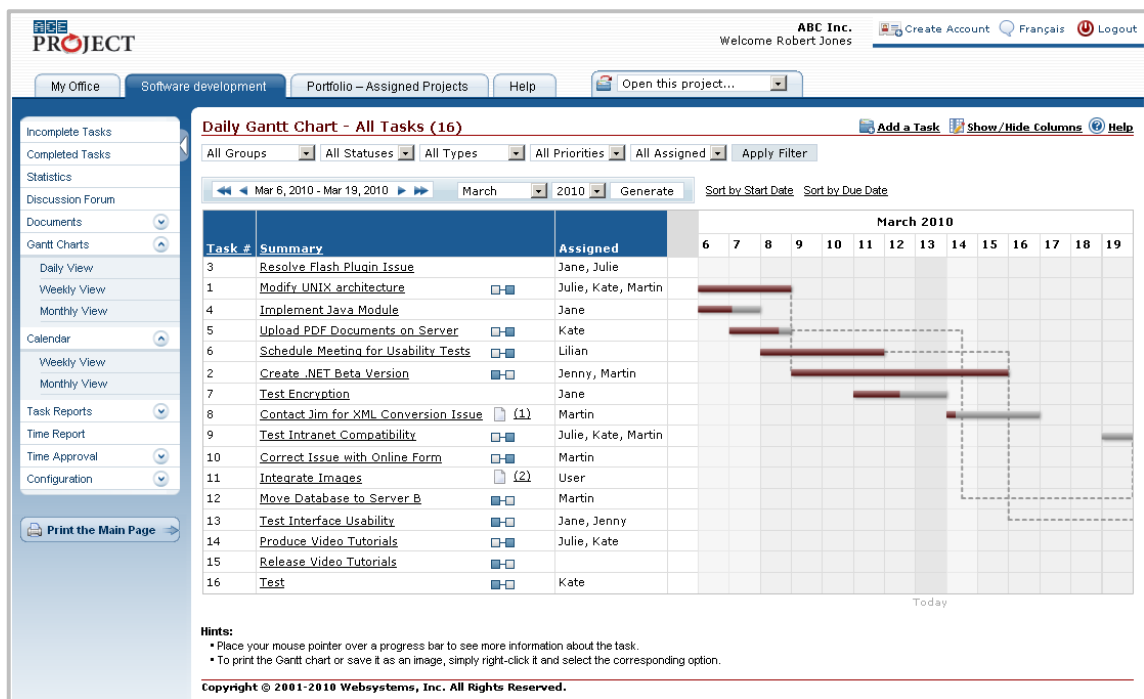 ACE
PROJECT
ABC Inc.
Welcome Robert Jones
Create Account Français Logout
My Office Software development Portfolio – Assigned Projects Help Open this project...
Incomplete Tasks
Completed Tasks
Statistics
Discussion Forum
Documents
Gantt Charts
Daily View
Weekly View
Monthly View
Calendar
Weekly View
Monthly View
Task Reports
Time Report
Time Approval
Configuration
Print the Main Page
Daily Gantt Chart - All Tasks (16) Add a Task Show/Hide Columns Help
All Groups All Statuses All Types All Priorities All Assigned Apply Filter
Mar 6, 2010 - Mar 19, 2010 March 2010 Generate Sort by Start Date Sort by Due Date
March 2010
Task # Summary Assigned 6 7 8 9 10 11 12 13 14 15 16 17 18 19
3 Resolve Flash Plugin Issue Jane, Julie
1 Modify UNIX architecture Julie, Kate, Martin
4 Implement Java Module Jane
5 Upload PDF Documents on Server Kate
6 Schedule Meeting for Usability Tests Lilian
2 Create .NET Beta Version Jenny, Martin
7 Test Encryption Jane
8 Contact Jim for XML Conversion Issue (1) Martin
9 Test Intranet Compatibility Julie, Kate, Martin
10 Correct Issue with Online Form Martin
11 Integrate Images (2) User
12 Move Database to Server B Martin
13 Test Interface Usability Jane, Jenny
14 Produce Video Tutorials Julie, Kate
15 Release Video Tutorials
16 Test Kate
Today
Hints:
▪ Place your mouse pointer over a progress bar to see more information about the task.
▪ To print the Gantt chart or save it as an image, simply right-click it and select the corresponding option.
Copyright © 2001-2010 Websystems, Inc. All Rights Reserved.